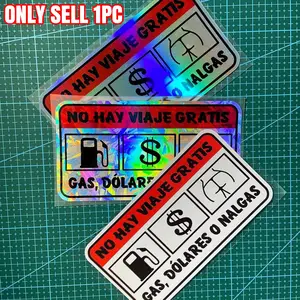 ONLY SELL 1PC
NO HAY VIAJE GRATIS
$
O NALGAS
NO HAY VIAJE GRATIS
$
GAS, DÓLARES
NO HAY VIAJE GRATIS
$
GAS, DÓLARES O NALGAS